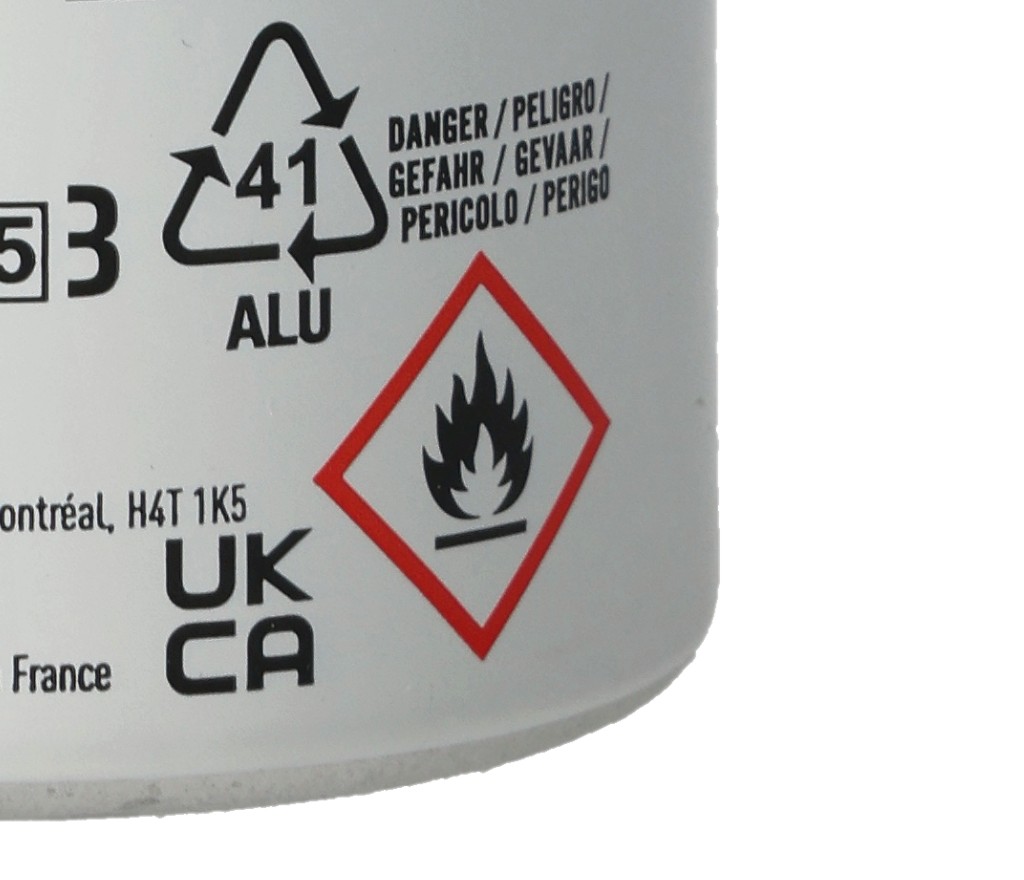 DANGER / PELIGRO /
GEFAHR / GEVAAR /
PERICOLO / PERIGO
41
ALU
5 3
ontréal, H4T 1K5
UK
CA
France